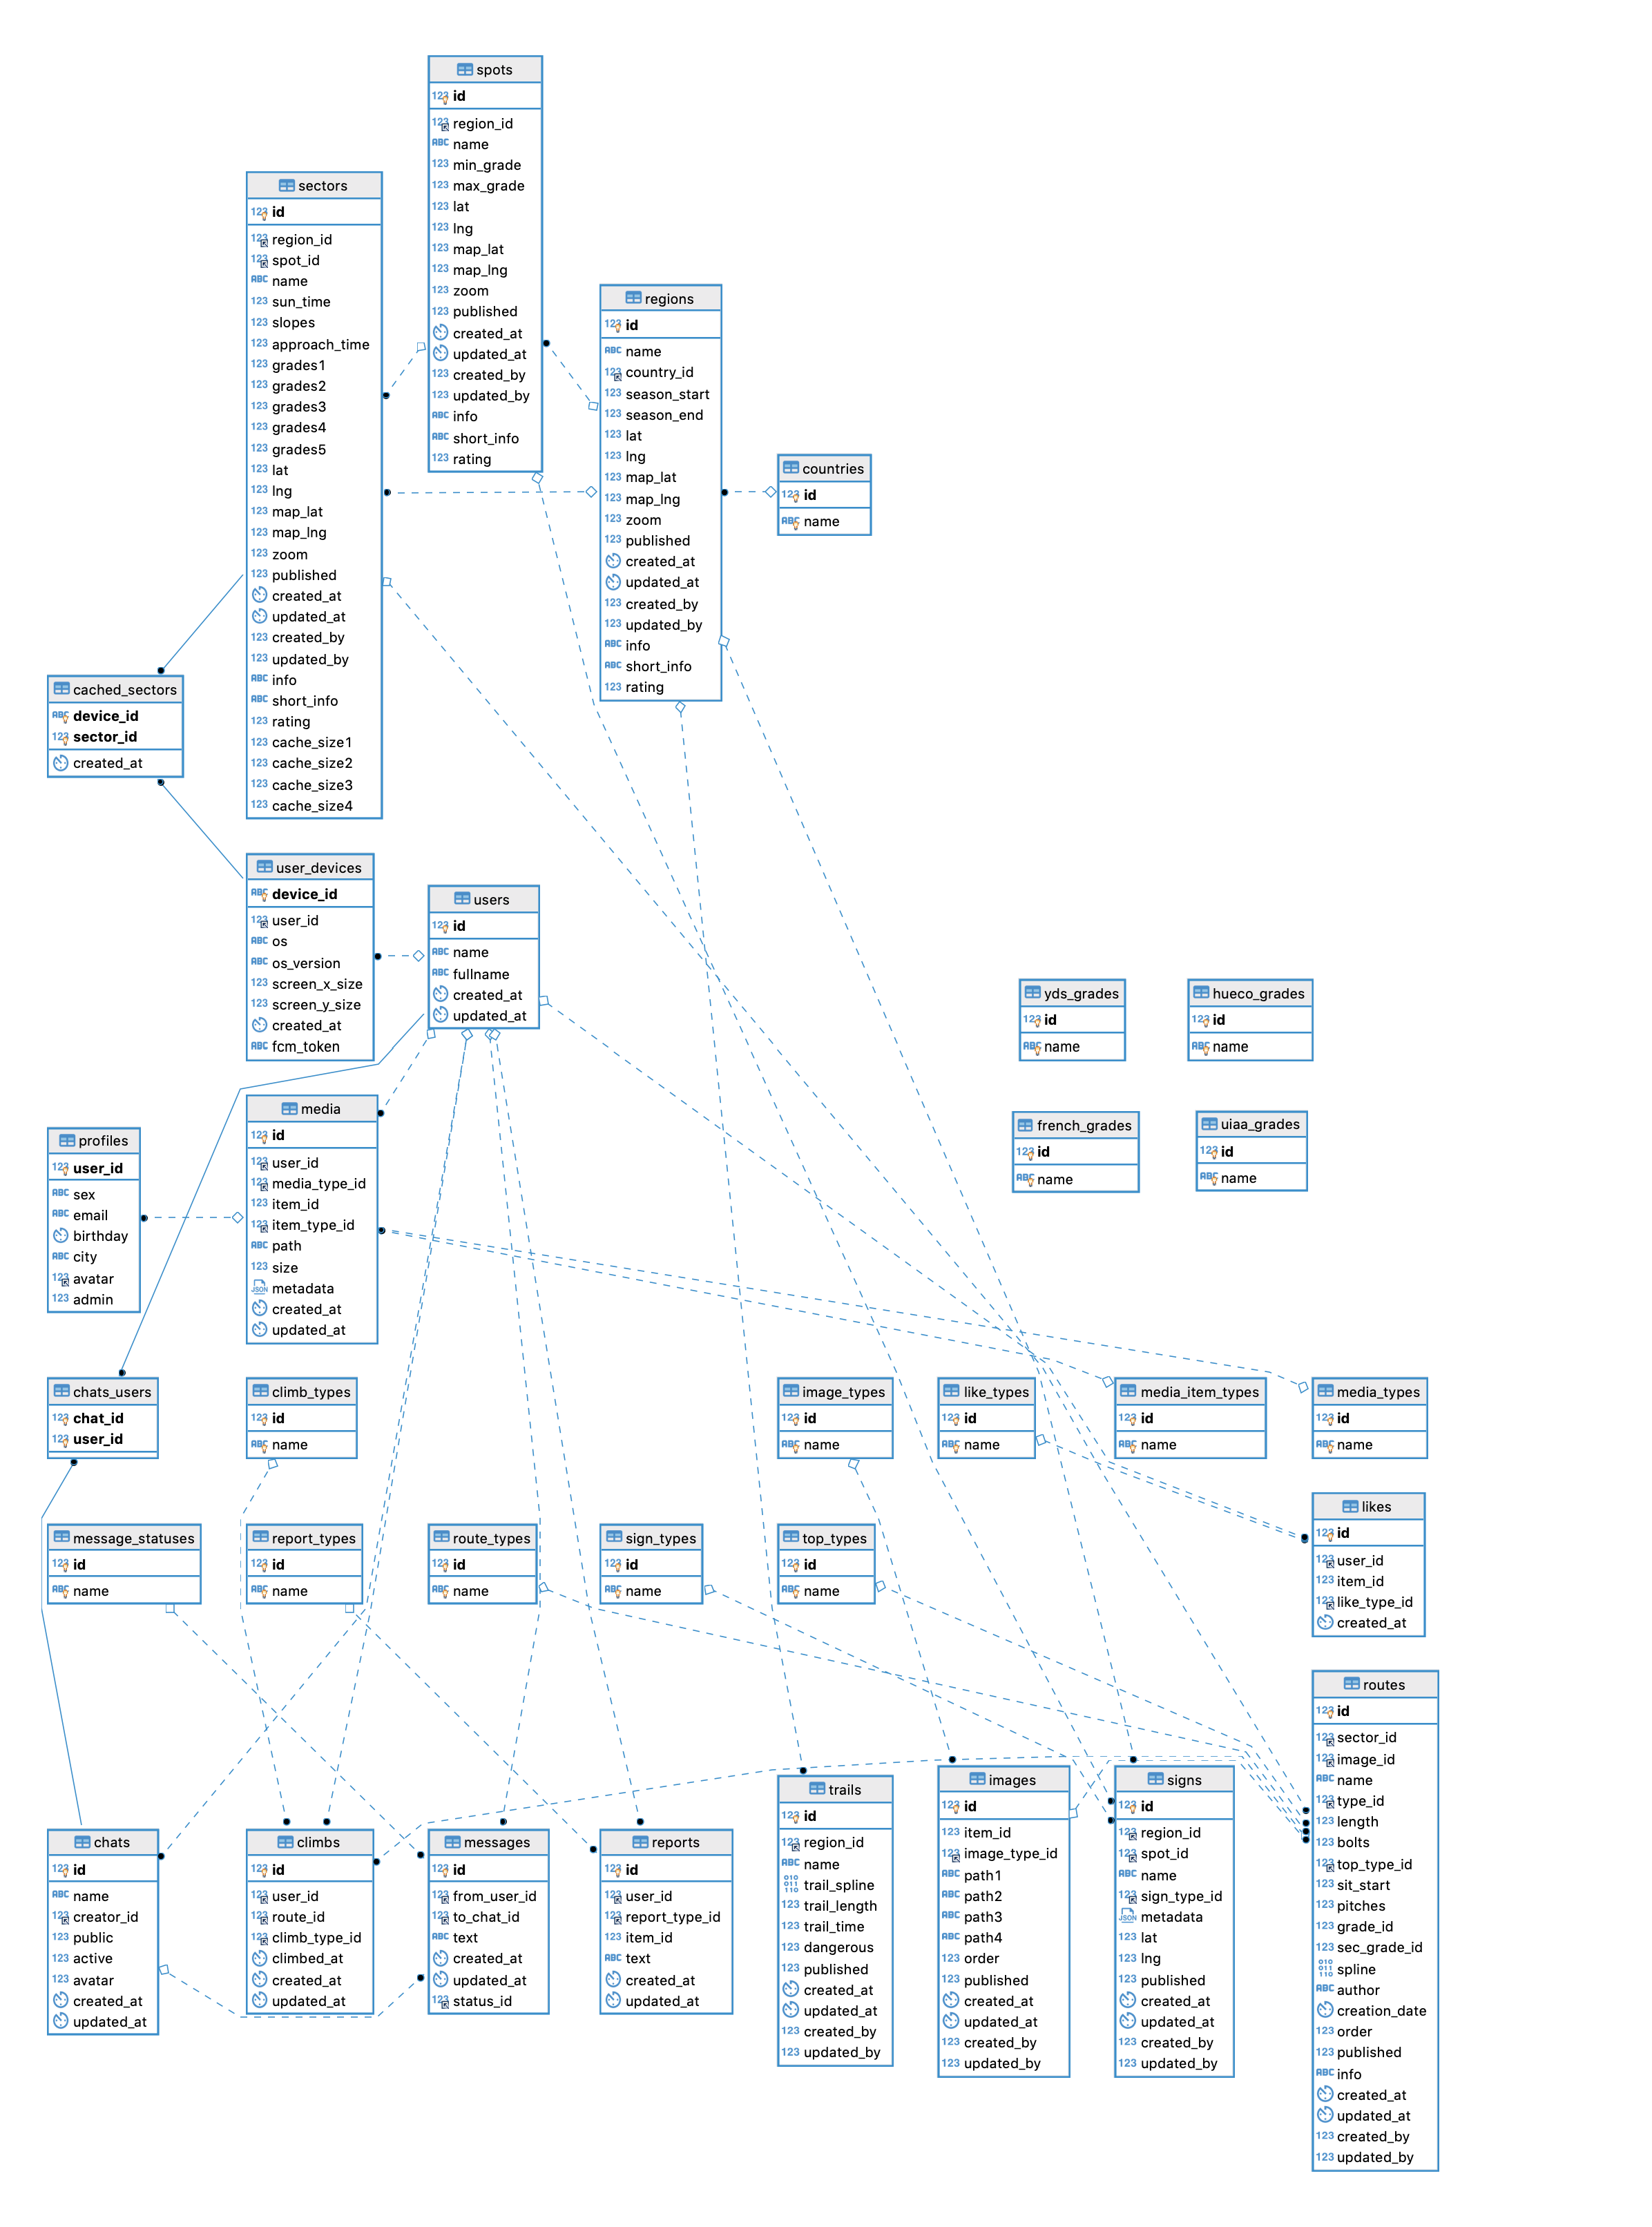 spots
id
region_id
name
min_grade
max_grade
lat
lng
map_lat
map_lng
zoom
published
created_at
updated_at
created_by
updated_by
info
short_info
rating
sectors
id
region_id
spot_id
name
sun_time
slopes
approach_time
grades1
grades2
grades3
grades4
grades5
lat
lng
map_lat
map_lng
zoom
published
created_at
updated_at
created_by
updated_by
info
short_info
rating
cache_size1
cache_size2
cache_size3
cache_size4
regions
id
name
country_id
season_start
season_end
lat
lng
map_lat
map_lng
zoom
published
created_at
updated_at
created_by
updated_by
info
short_info
rating
countries
id
name
cached_sectors
device_id
sector_id
created_at
user_devices
device_id
user_id
os
os_version
screen_x_size
screen_y_size
created_at
fcm_token
users
id
name
fullname
created_at
updated_at
yds_grades
id
name
hueco_grades
id
name
french_grades
id
name
uiaa_grades
id
name
media
id
user_id
media_type_id
item_id
item_type_id
path
size
metadata
created_at
updated_at
profiles
user_id
sex
email
birthday
city
avatar
admin
chats_users
chat_id
user_id
climb_types
id
name
image_types
id
name
like_types
id
name
media_item_types
id
name
media_types
id
name
likes
id
user_id
item_id
like_type_id
created_at
message_statuses
id
name
report_types
id
name
route_types
id
name
sign_types
id
name
top_types
id
name
routes
id
sector_id
image_id
name
type_id
length
bolts
top_type_id
sit_start
pitches
grade_id
sec_grade_id
spline
author
creation_date
order
published
info
created_at
updated_at
created_by
updated_by
chats
id
name
creator_id
public
active
avatar
created_at
updated_at
climbs
id
user_id
route_id
climb_type_id
climbed_at
created_at
updated_at
messages
id
from_user_id
to_chat_id
text
created_at
updated_at
status_id
reports
id
user_id
report_type_id
item_id
text
created_at
updated_at
trails
id
region_id
name
trail_spline
trail_length
trail_time
dangerous
published
created_at
updated_at
created_by
updated_by
images
id
item_id
image_type_id
path1
path2
path3
path4
order
published
created_at
updated_at
created_by
updated_by
signs
id
region_id
spot_id
name
sign_type_id
metadata
lat
lng
published
created_at
updated_at
created_by
updated_by